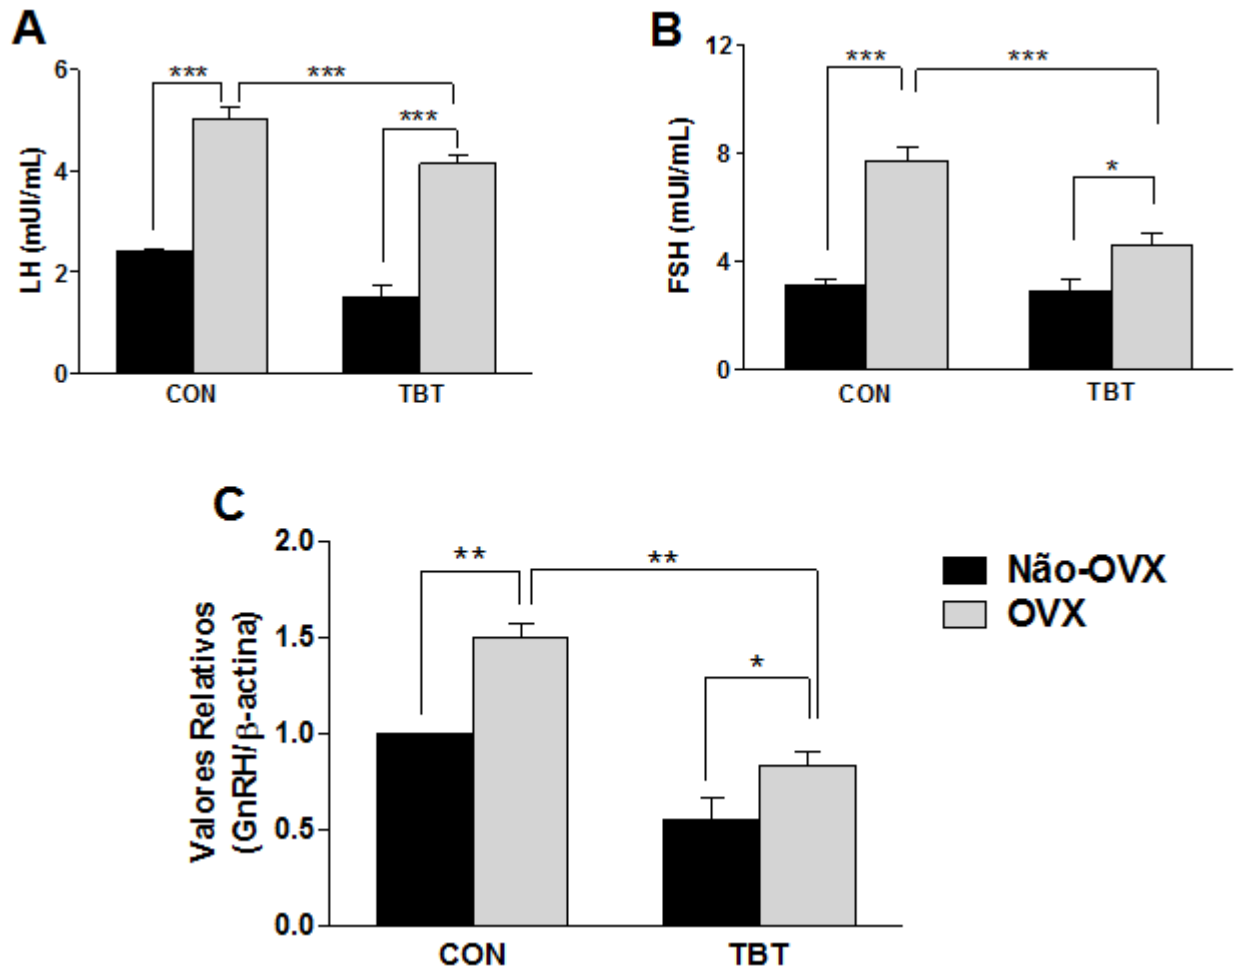 A
LH (mUI/mL)
6
4
2
0
***
***
***
CON
TBT
B
FSH (mUI/mL)
12
8
4
0
***
***
*
CON
TBT
C
Valores Relativos
(GnRH/β-actina)
2.0
1.5
1.0
0.5
0.0
**
**
*
CON
TBT
Não-OVX
OVX